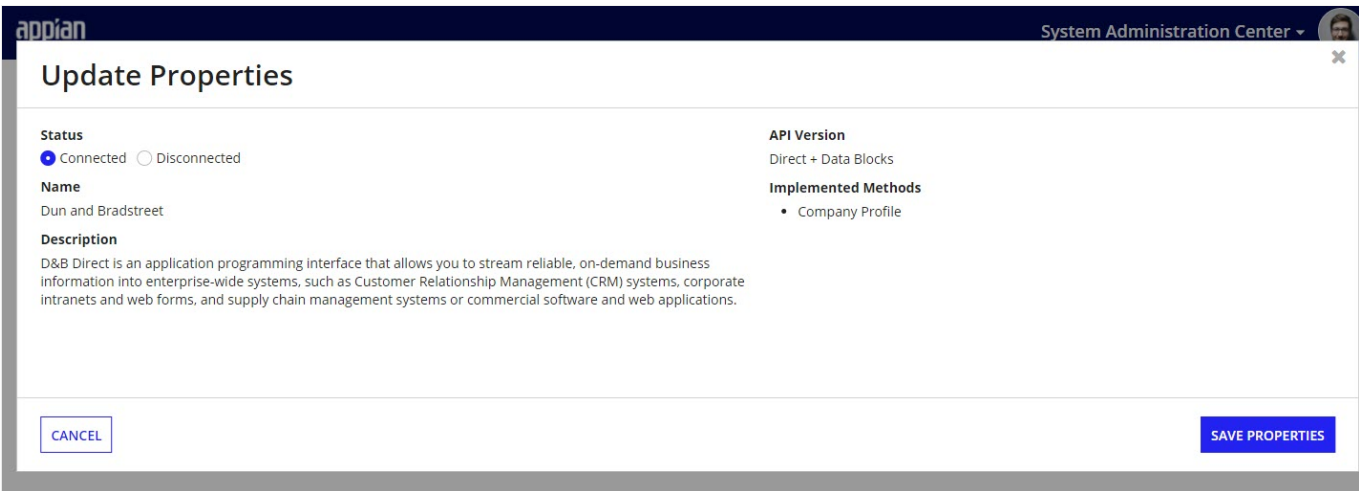 appian
System Administration Center
Update Properties
Status
Connected Disconnected
Name
Dun and Bradstreet
Description
D&B Direct is an application programming interface that allows you to stream reliable, on-demand business
information into enterprise-wide systems, such as Customer Relationship Management (CRM) systems, corporate
intranets and web forms, and supply chain management systems or commercial software and web applications.
API Version
Direct + Data Blocks
Implemented Methods
• Company Profile
CANCEL
SAVE PROPERTIES